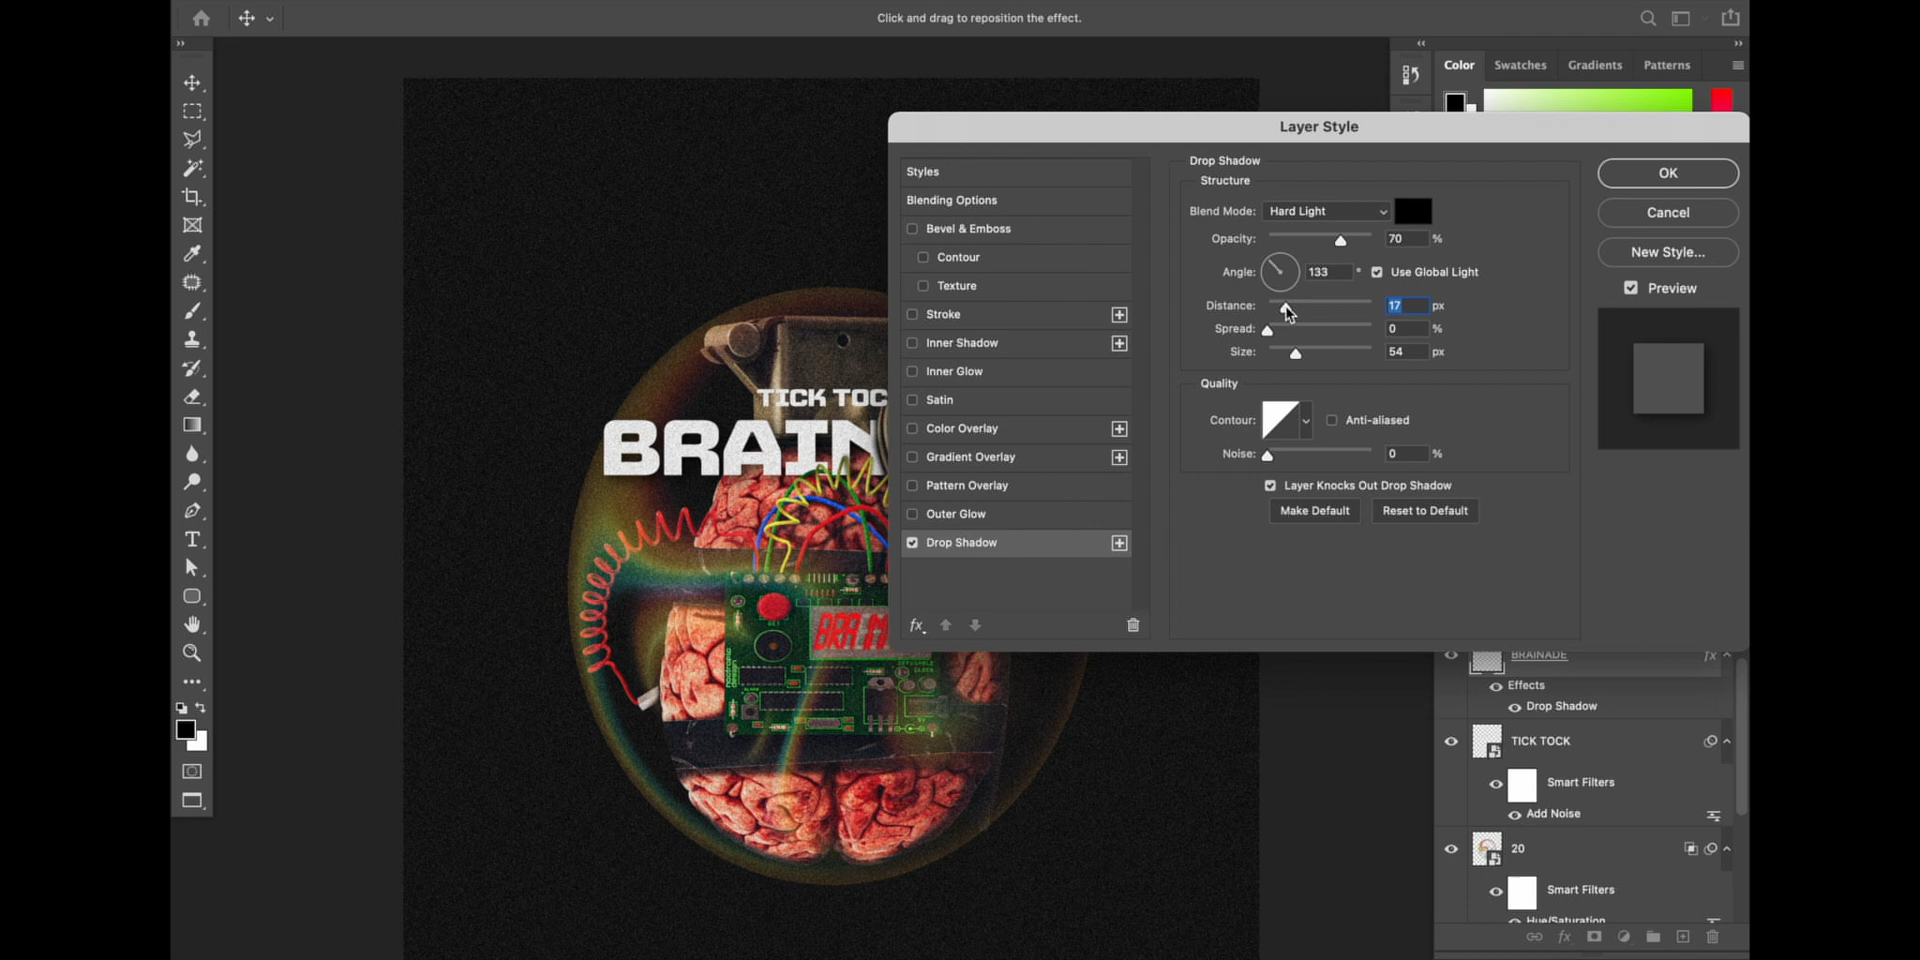 Click and drag to reposition the effect.
Color
Swatches
Gradients
Patterns
Layer Style
Styles
Blending Options
Bevel & Emboss
Contour
Texture
Stroke
Inner Shadow
Inner Glow
Satin
Color Overlay
Gradient Overlay
Pattern Overlay
Outer Glow
Drop Shadow
fx
Drop Shadow
Structure
Blend Mode: Hard Light
Opacity: 70 %
Angle: 133 ° Use Global Light
Distance: 17 px
Spread: 0 %
Size: 54 px
Quality
Contour: Anti-aliased
Noise: 0 %
Layer Knocks Out Drop Shadow
Make Default
Reset to Default
OK
Cancel
New Style...
Preview
TICK TOC
BRAIN
BRAIN
BRAINADE fx
Effects
Drop Shadow
TICK TOCK
Smart Filters
Add Noise
20
Smart Filters
Hue/Saturation
fx